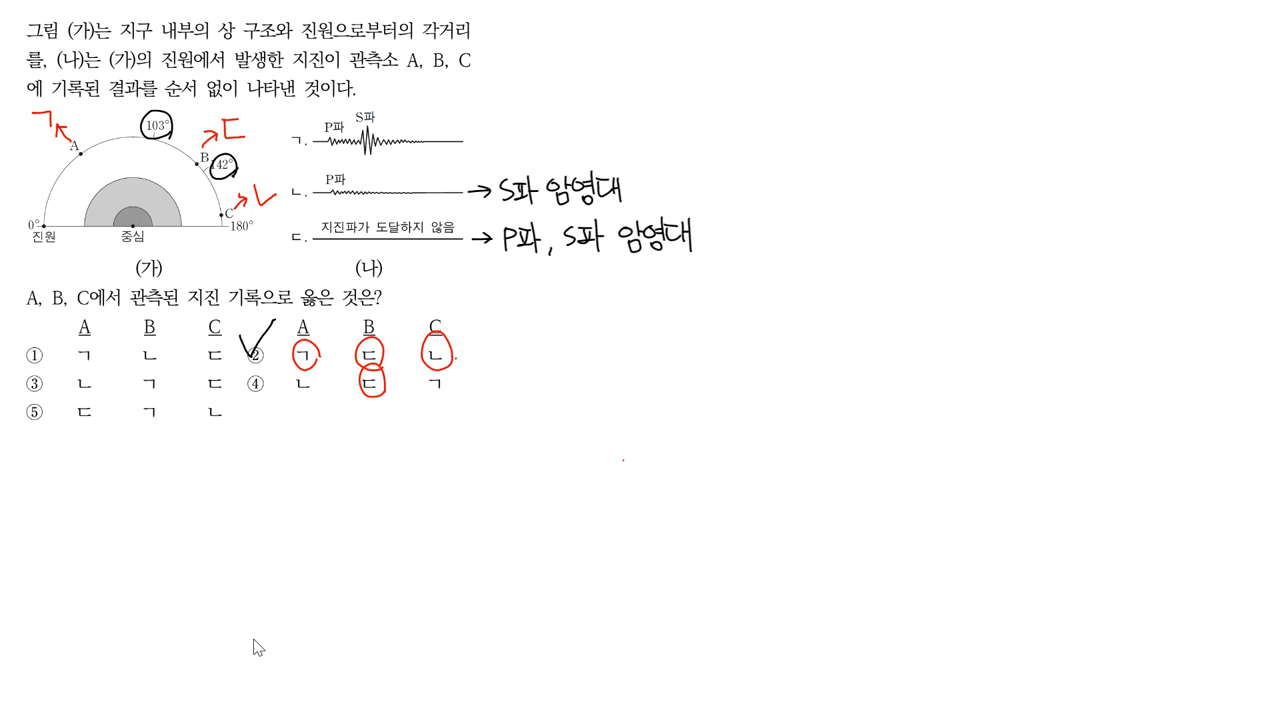 그림 (가)는 지구 내부의 상 구조와 진원으로부터의 각거리
를, (나)는 (가)의 진원에서 발생한 지진이 관측소 A, B, C
에 기록된 결과를 순서 없이 나타낸 것이다.
ㄱ
103°
ㄷ
A
B
142°
C
ㄴ
0°
180°
진원
중심
(가)
P파
S파
ㄱ.
P파
ㄴ.
→ S파 암영대
지진파가 도달하지 않음
ㄷ.
→ P파, S파 암영대
(나)
A, B, C에서 관측된 지진 기록으로 옳은 것은?
A B C A B C
① ㄱ ㄴ ㄷ ② ㄱ ㄷ ㄴ
③ ㄴ ㄱ ㄷ ④ ㄴ ㄷ ㄱ
⑤ ㄷ ㄱ ㄴ